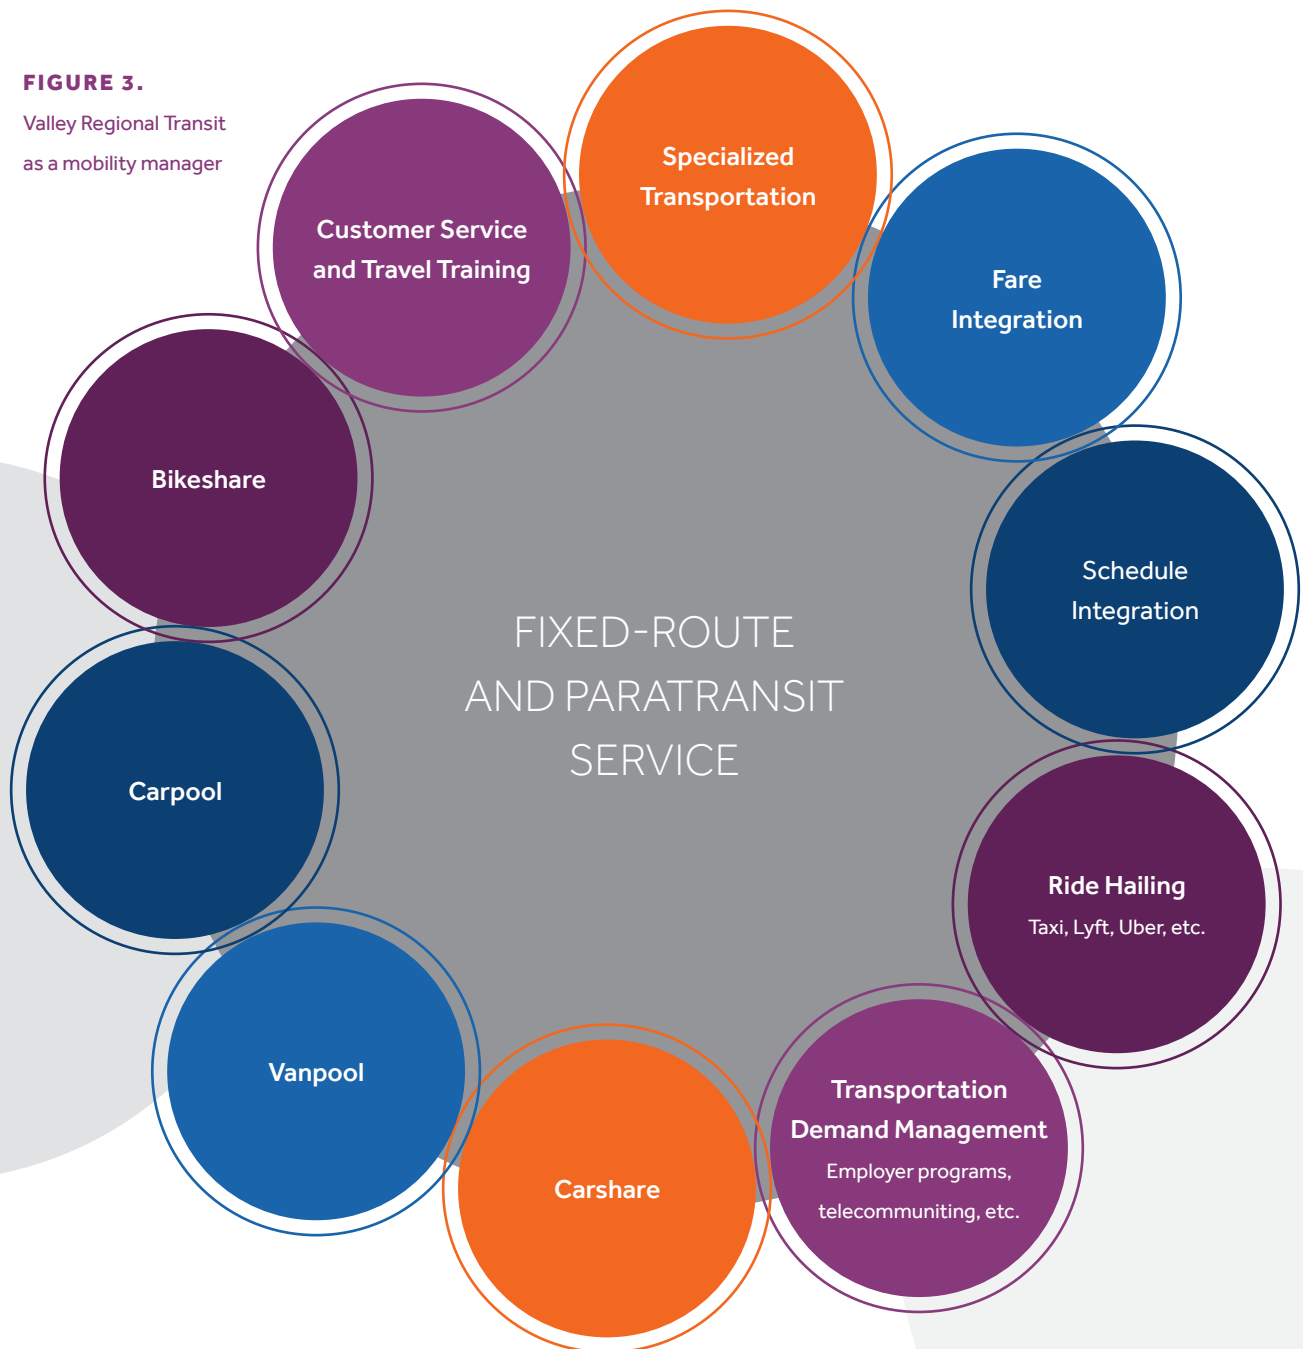 FIGURE 3.
Valley Regional Transit
as a mobility manager
Specialized
Transportation
Customer Service
and Travel Training
Fare
Integration
Bikeshare
Schedule
Integration
FIXED-ROUTE
AND PARATRANSIT
SERVICE
Carpool
Ride Hailing
Taxi, Lyft, Uber, etc.
Vanpool
Transportation
Demand Management
Employer programs,
telecommuniting, etc.
Carshare